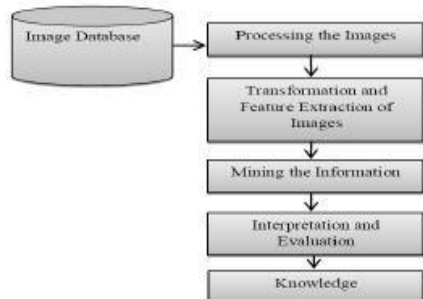 Image Database
Processing the Images
Transformation and
Feature Extraction of
Images
Mining the Information
Interpretation and
Evaluation
Knowledge